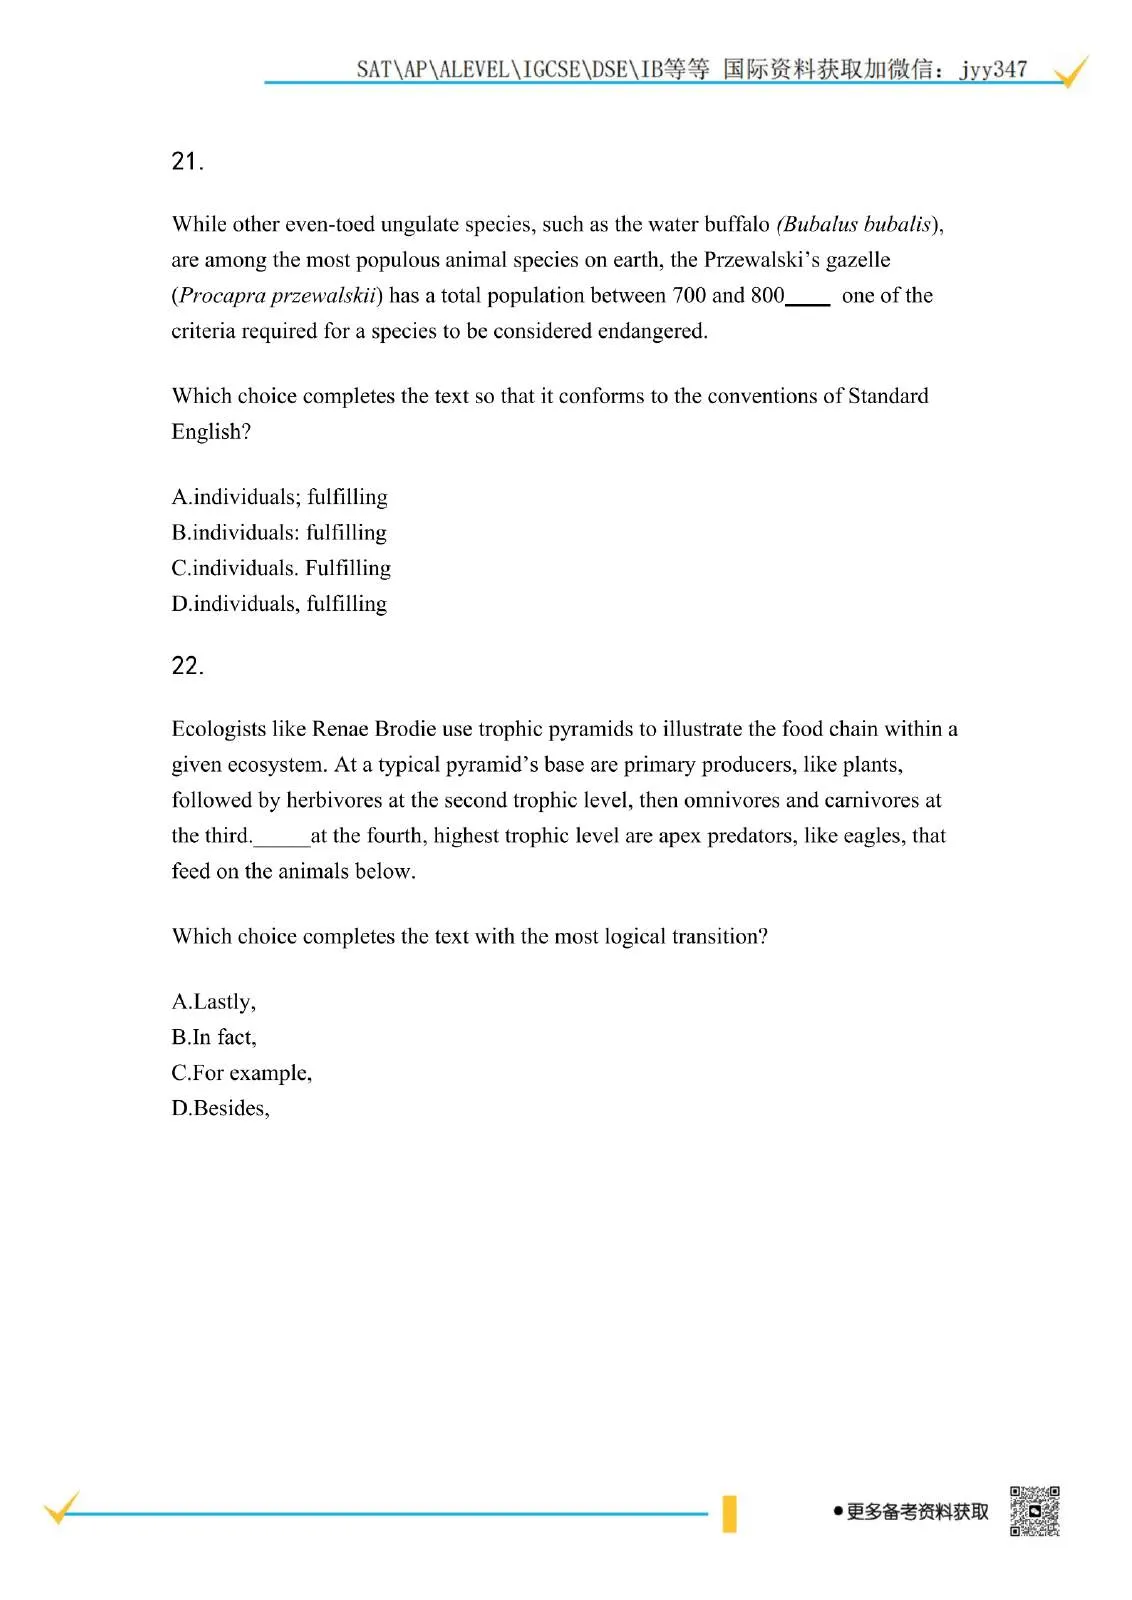 SAT\AP\ALEVEL\IGCSE\DSE\IB等等 国际资料获取加微信：jyy347
21.
While other even-toed ungulate species, such as the water buffalo (Bubalus bubalis),
are among the most populous animal species on earth, the Przewalski’s gazelle
(Procapra przewalskii) has a total population between 700 and 800____ one of the
criteria required for a species to be considered endangered.
Which choice completes the text so that it conforms to the conventions of Standard
English?
A.individuals; fulfilling
B.individuals: fulfilling
C.individuals. Fulfilling
D.individuals, fulfilling
22.
Ecologists like Renae Brodie use trophic pyramids to illustrate the food chain within a
given ecosystem. At a typical pyramid’s base are primary producers, like plants,
followed by herbivores at the second trophic level, then omnivores and carnivores at
the third._____at the fourth, highest trophic level are apex predators, like eagles, that
feed on the animals below.
Which choice completes the text with the most logical transition?
A.Lastly,
B.In fact,
C.For example,
D.Besides,
●更多备考资料获取